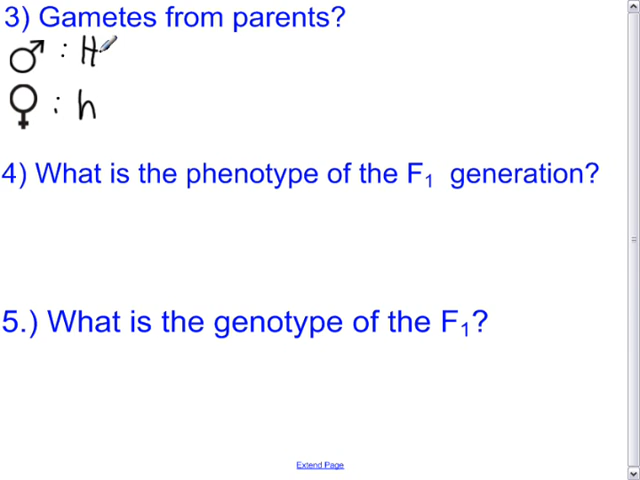 3) Gametes from parents?
♂ : H
♀ : h
4) What is the phenotype of the F₁ generation?
5.) What is the genotype of the F₁?
Extend Page